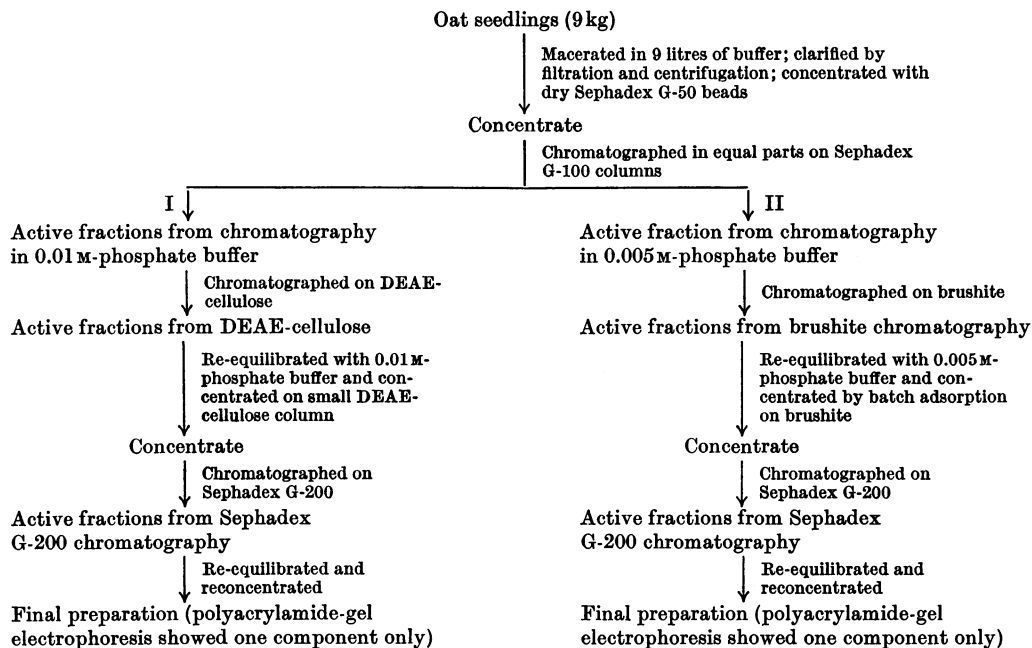 Oat seedlings (9 kg)
Macerated in 9 litres of buffer; clarified by
filtration and centrifugation; concentrated with
dry Sephadex G-50 beads
Concentrate
Chromatographed in equal parts on Sephadex
G-100 columns
I
Active fractions from chromatography
in 0.01 M-phosphate buffer
Chromatographed on DEAE-
cellulose
Active fractions from DEAE-cellulose
Re-equilibrated with 0.01 M-
phosphate buffer and con-
centrated on small DEAE-
cellulose column
Concentrate
Chromatographed on
Sephadex G-200
Active fractions from Sephadex
G-200 chromatography
Re-equilibrated and
reconcentrated
Final preparation (polyacrylamide-gel
electrophoresis showed one component only)
II
Active fraction from chromatography
in 0.005 M-phosphate buffer
Chromatographed on brushite
Active fractions from brushite chromatography
Re-equilibrated with 0.005 M-
phosphate buffer and con-
centrated by batch adsorption
on brushite
Concentrate
Chromatographed on
Sephadex G-200
Active fractions from Sephadex
G-200 chromatography
Re-equilibrated and
reconcentrated
Final preparation (polyacrylamide-gel
electrophoresis showed one component only)